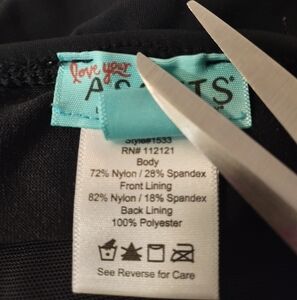 love your
Style#1533
RN# 112121
Body
72% Nylon / 28% Spandex
Front Lining
82% Nylon / 18% Spandex
Back Lining
100% Polyester
See Reverse for Care